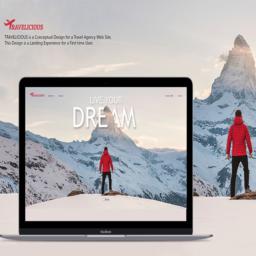 TRAVELICIOUS
TRAVELICIOUS is a Conceptual Design for a Travel Agency Web Site,
This Design is a Landing Experience for a First time User.
TRAVELICIOUS
LIVE YOUR
DREAM
MacBook